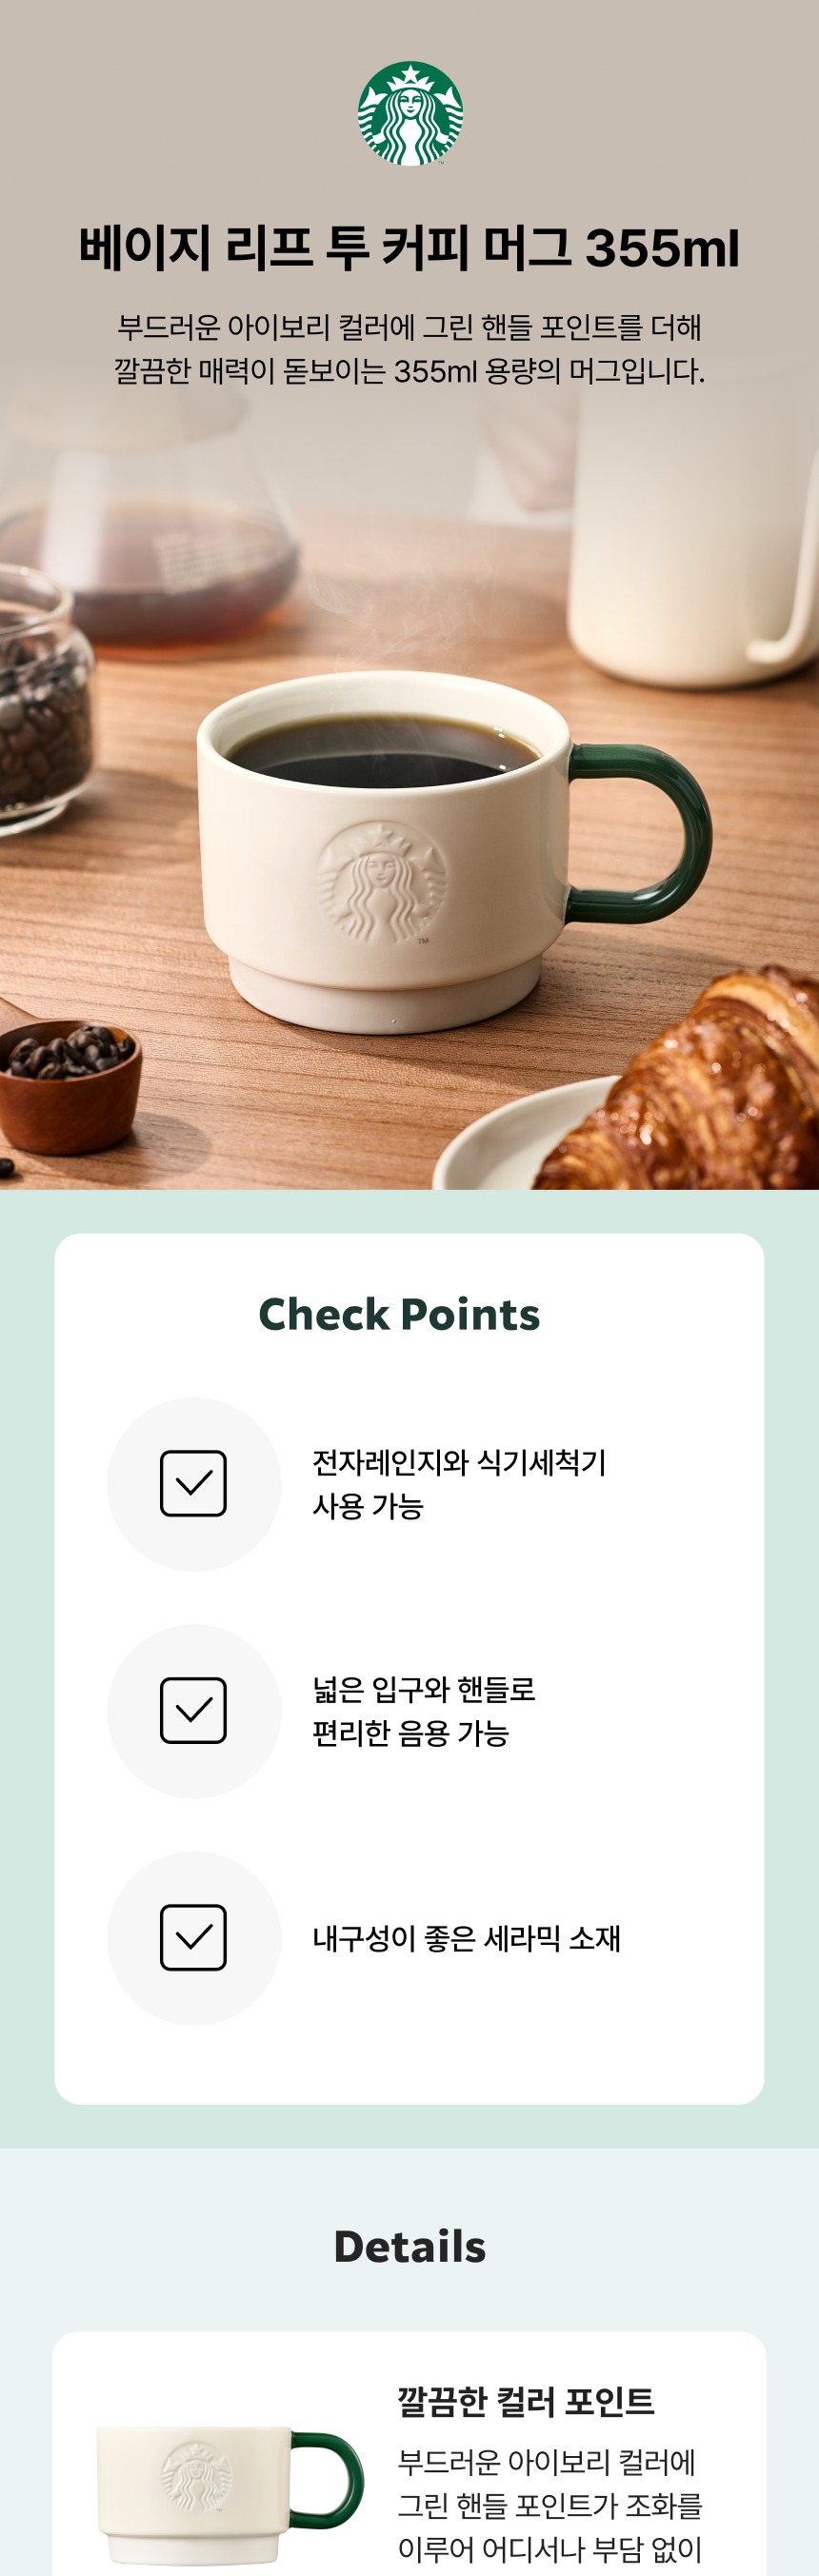 베이지 리프 투 커피 머그 355ml
부드러운 아이보리 컬러에 그린 핸들 포인트를 더해
깔끔한 매력이 돋보이는 355ml 용량의 머그입니다.
TM
Check Points
전자레인지와 식기세척기
사용 가능
넓은 입구와 핸들로
편리한 음용 가능
내구성이 좋은 세라믹 소재
Details
깔끔한 컬러 포인트
부드러운 아이보리 컬러에
그린 핸들 포인트가 조화를
이루어 어디서나 부담 없이